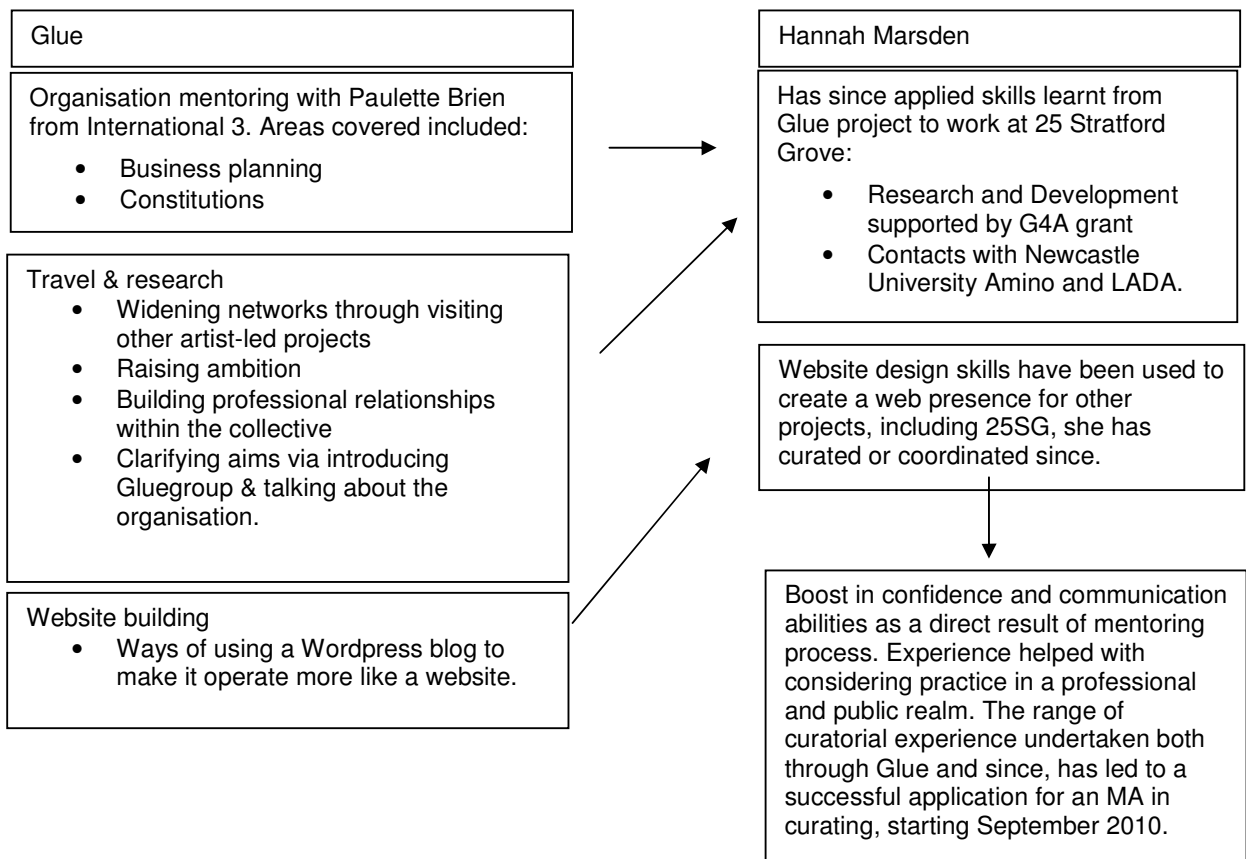 Glue
Organisation mentoring with Paulette Brien
from International 3. Areas covered included:
• Business planning
• Constitutions
Travel & research
• Widening networks through visiting
other artist-led projects
• Raising ambition
• Building professional relationships
within the collective
• Clarifying aims via introducing
Gluegroup & talking about the
organisation.
Website building
• Ways of using a Wordpress blog to
make it operate more like a website.
Hannah Marsden
Has since applied skills learnt from
Glue project to work at 25 Stratford
Grove:
• Research and Development
supported by G4A grant
• Contacts with Newcastle
University Amino and LADA.
Website design skills have been used to
create a web presence for other
projects, including 25SG, she has
curated or coordinated since.
Boost in confidence and communication
abilities as a direct result of mentoring
process. Experience helped with
considering practice in a professional
and public realm. The range of
curatorial experience undertaken both
through Glue and since, has led to a
successful application for an MA in
curating, starting September 2010.